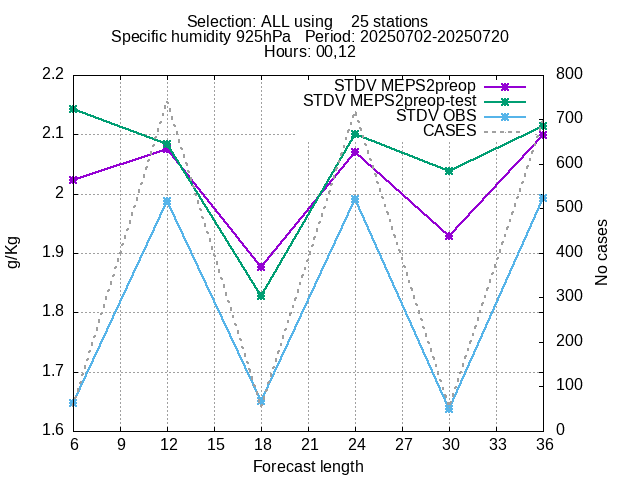 Selection: ALL using    25 stations
Specific humidity 925hPa   Period: 20250702-20250720
Hours: 00,12
STDV MEPS2preop
STDV MEPS2preop-test
STDV OBS
CASES
2.2
2.1
2
1.9
1.8
1.7
1.6
g/Kg
800
700
600
500
400
300
200
100
0
No cases
6 9 12 15 18 21 24 27 30 33 36
Forecast length